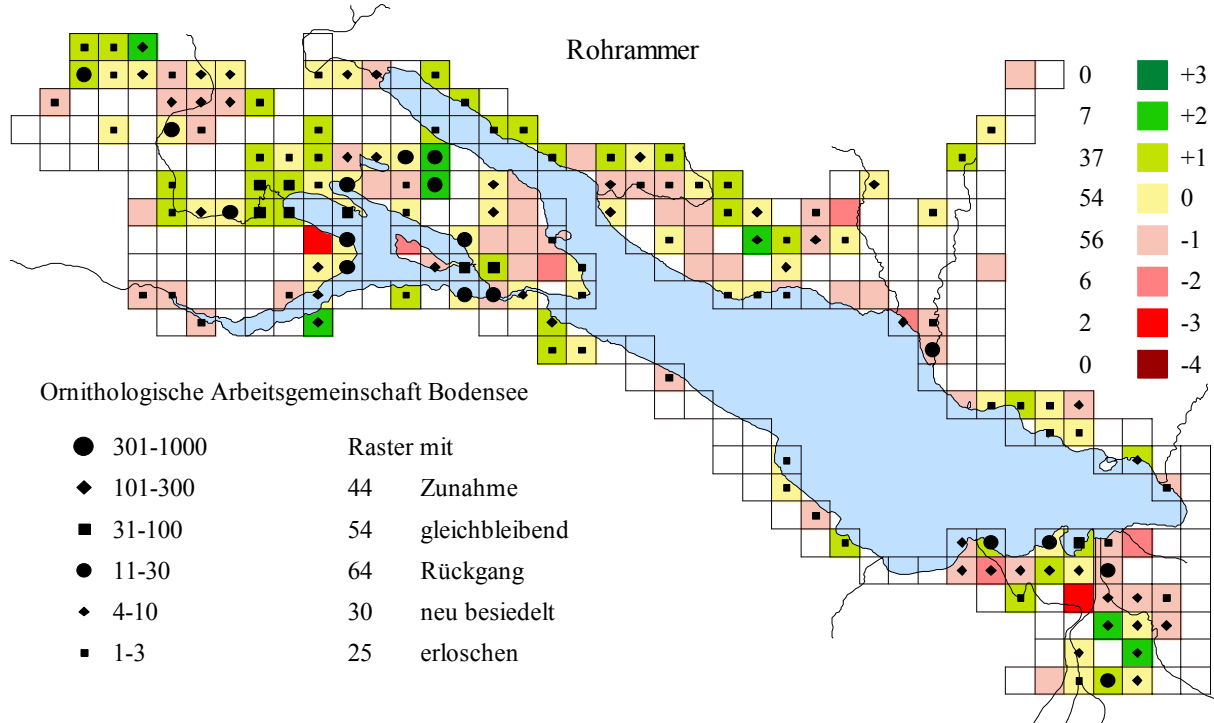 Rohrammer
0 +3
7 +2
37 +1
54 0
56 -1
6 -2
2 -3
0 -4
Ornithologische Arbeitsgemeinschaft Bodensee
301-1000 Raster mit
101-300 44 Zunahme
31-100 54 gleichbleibend
11-30 64 Rückgang
4-10 30 neu besiedelt
1-3 25 erloschen